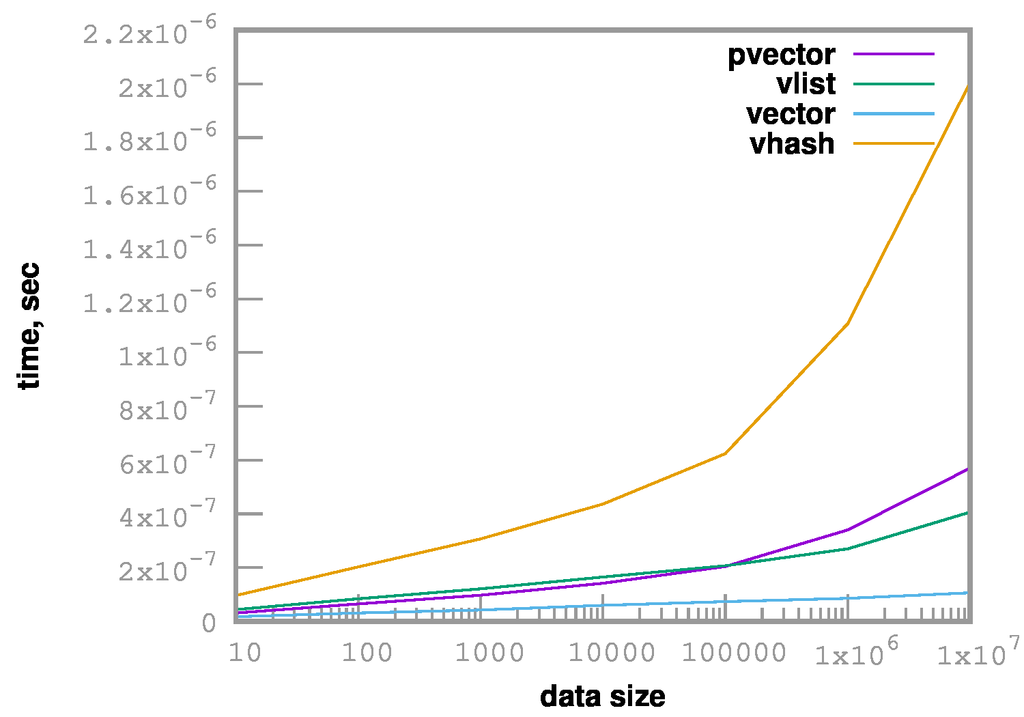 2.2x10^-6
2x10^-6
1.8x10^-6
1.6x10^-6
1.4x10^-6
1.2x10^-6
1x10^-6
8x10^-7
6x10^-7
4x10^-7
2x10^-7
0
time, sec
pvector
vlist
vector
vhash
10 100 1000 10000 100000 1x10^6 1x10^7
data size